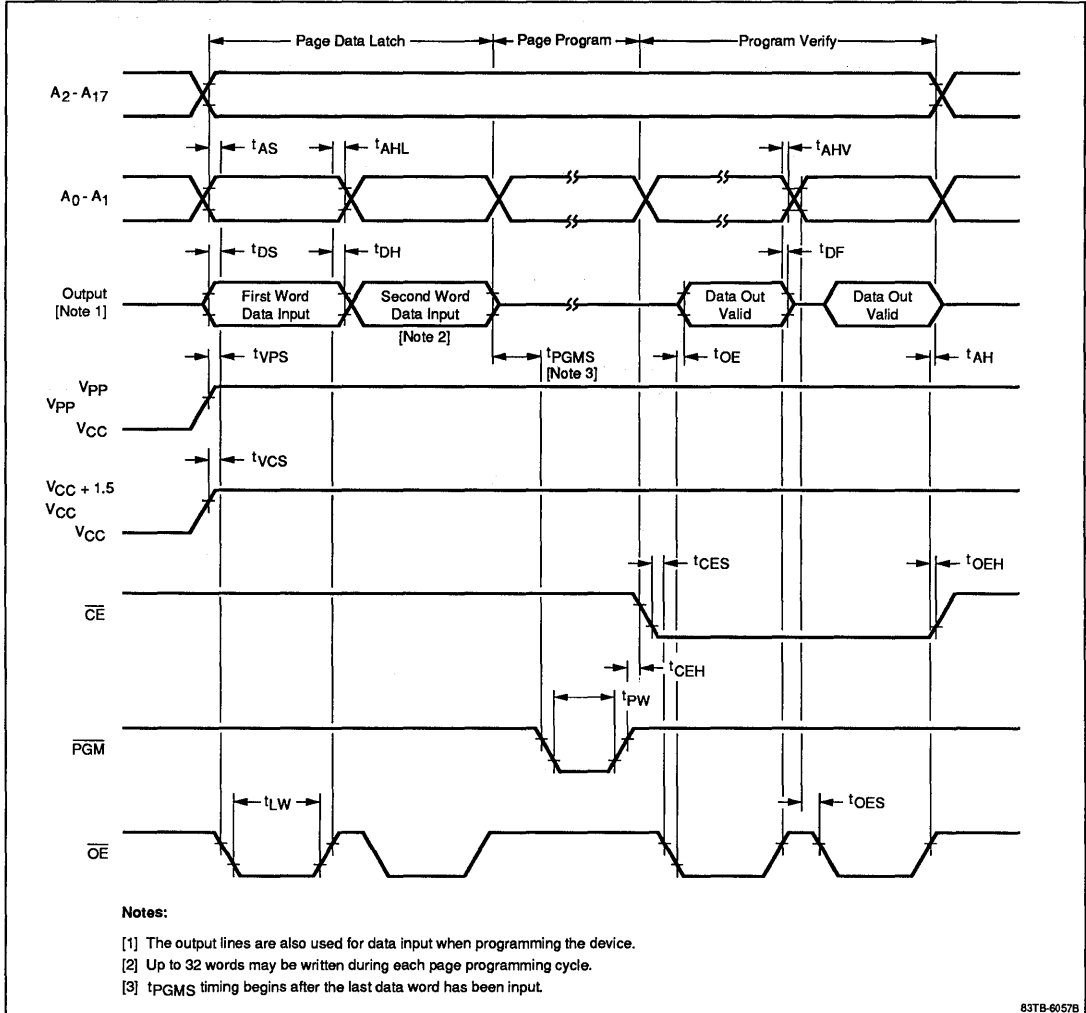 Page Data Latch
Page Program
Program Verify
A2 - A17
tAS
tAHL
tAHV
A0 - A1
tDS
tDH
tDF
Output
[Note 1]
First Word
Data Input
Second Word
Data Input
[Note 2]
Data Out
Valid
Data Out
Valid
tVPS
tPGMS
[Note 3]
tOE
tAH
VPP
VPP
VCC
tVCS
VCC + 1.5
VCC
VCC
tCES
tOEH
CE
tCEH
tPW
PGM
tLW
tOES
OE
Notes:
[1] The output lines are also used for data input when programming the device.
[2] Up to 32 words may be written during each page programming cycle.
[3] tPGMS timing begins after the last data word has been input.
83TB-6057B